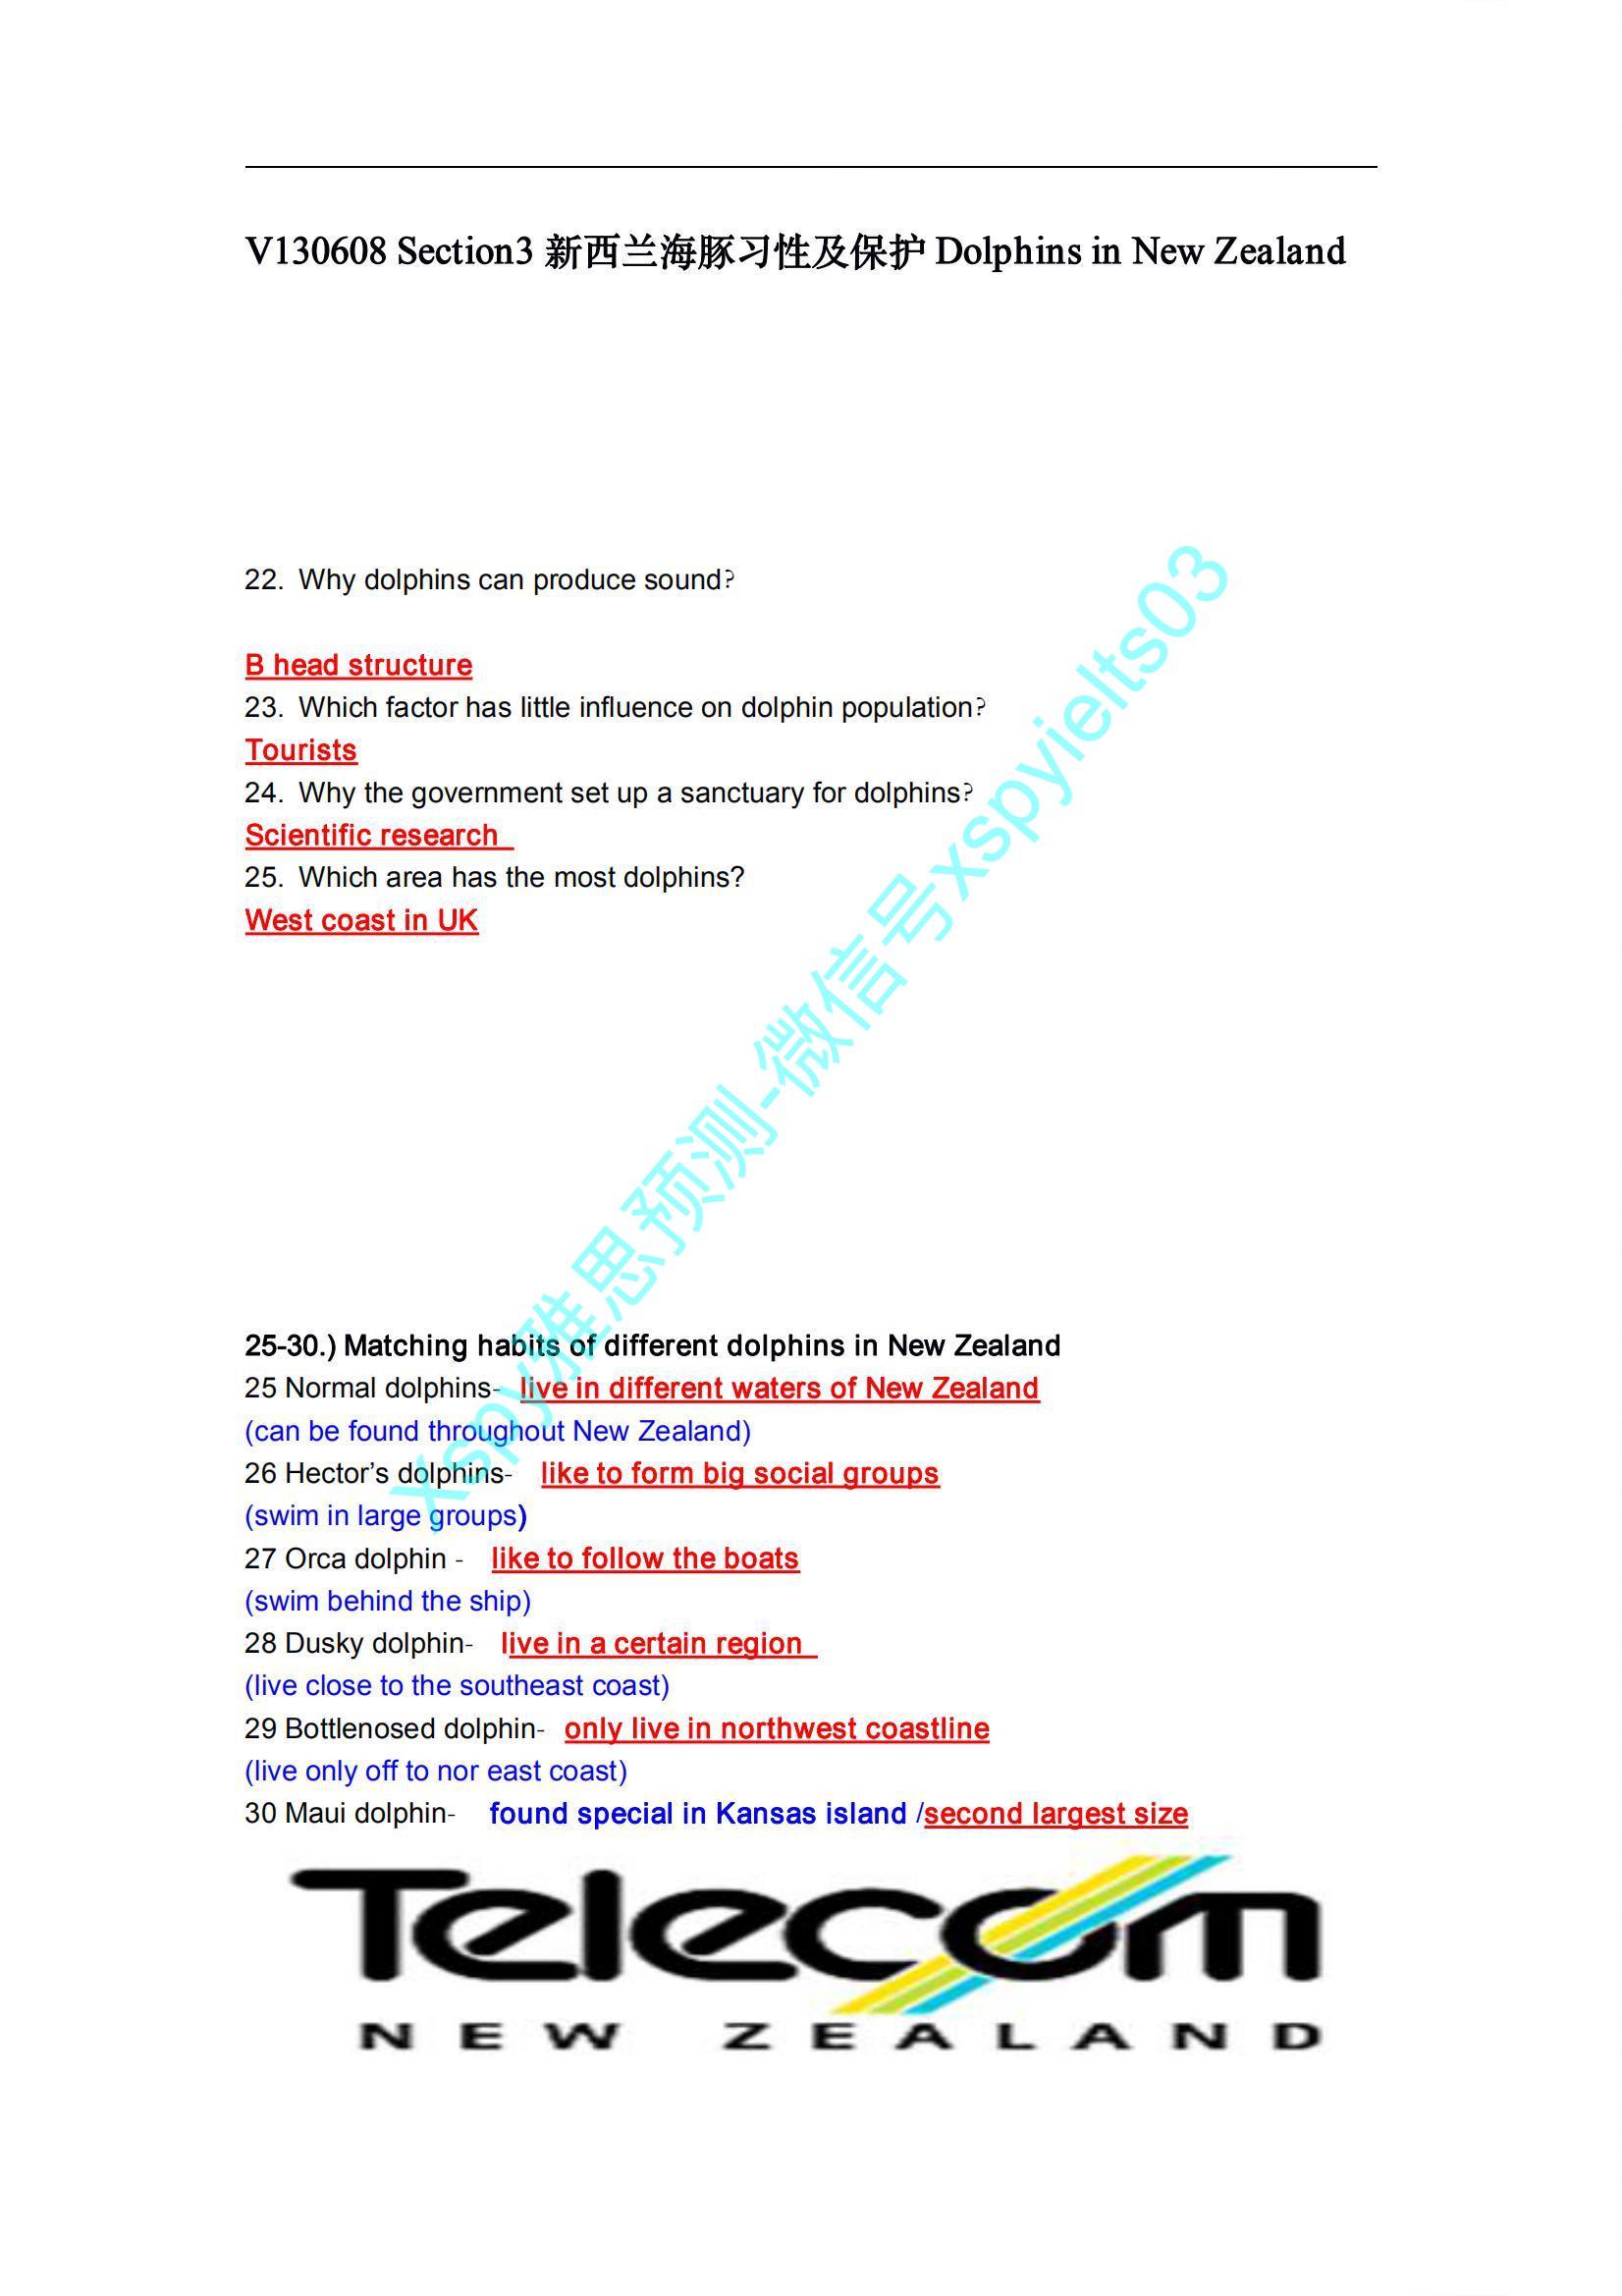 V130608 Section3 新西兰海豚习性及保护 Dolphins in New Zealand
22. Why dolphins can produce sound?
B head structure
23. Which factor has little influence on dolphin population?
Tourists
24. Why the government set up a sanctuary for dolphins?
Scientific research
25. Which area has the most dolphins?
West coast in UK
xspy雅思预测-微信号xspyielts03
25-30.) Matching habits of different dolphins in New Zealand
25 Normal dolphins- live in different waters of New Zealand
(can be found throughout New Zealand)
26 Hector’s dolphins- like to form big social groups
(swim in large groups)
27 Orca dolphin - like to follow the boats
(swim behind the ship)
28 Dusky dolphin- live in a certain region
(live close to the southeast coast)
29 Bottlenosed dolphin- only live in northwest coastline
(live only off to nor east coast)
30 Maui dolphin- found special in Kansas island /second largest size
Telecom
NEW ZEALAND